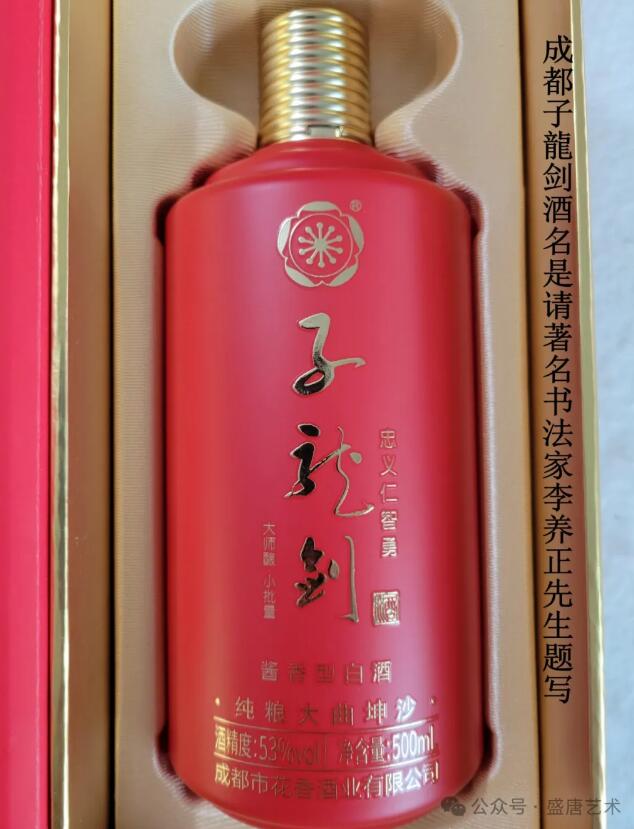 成都子龍剑酒名是请著名书法家李养正先生题写
®
子龙剑
忠义仁智勇
大师酿 小批量
酒
酱香型白酒
·纯粮大曲坤沙·
酒精度:53%vol 净含量:500ml
成都市花香酒业有限公司
公众号·盛唐艺术